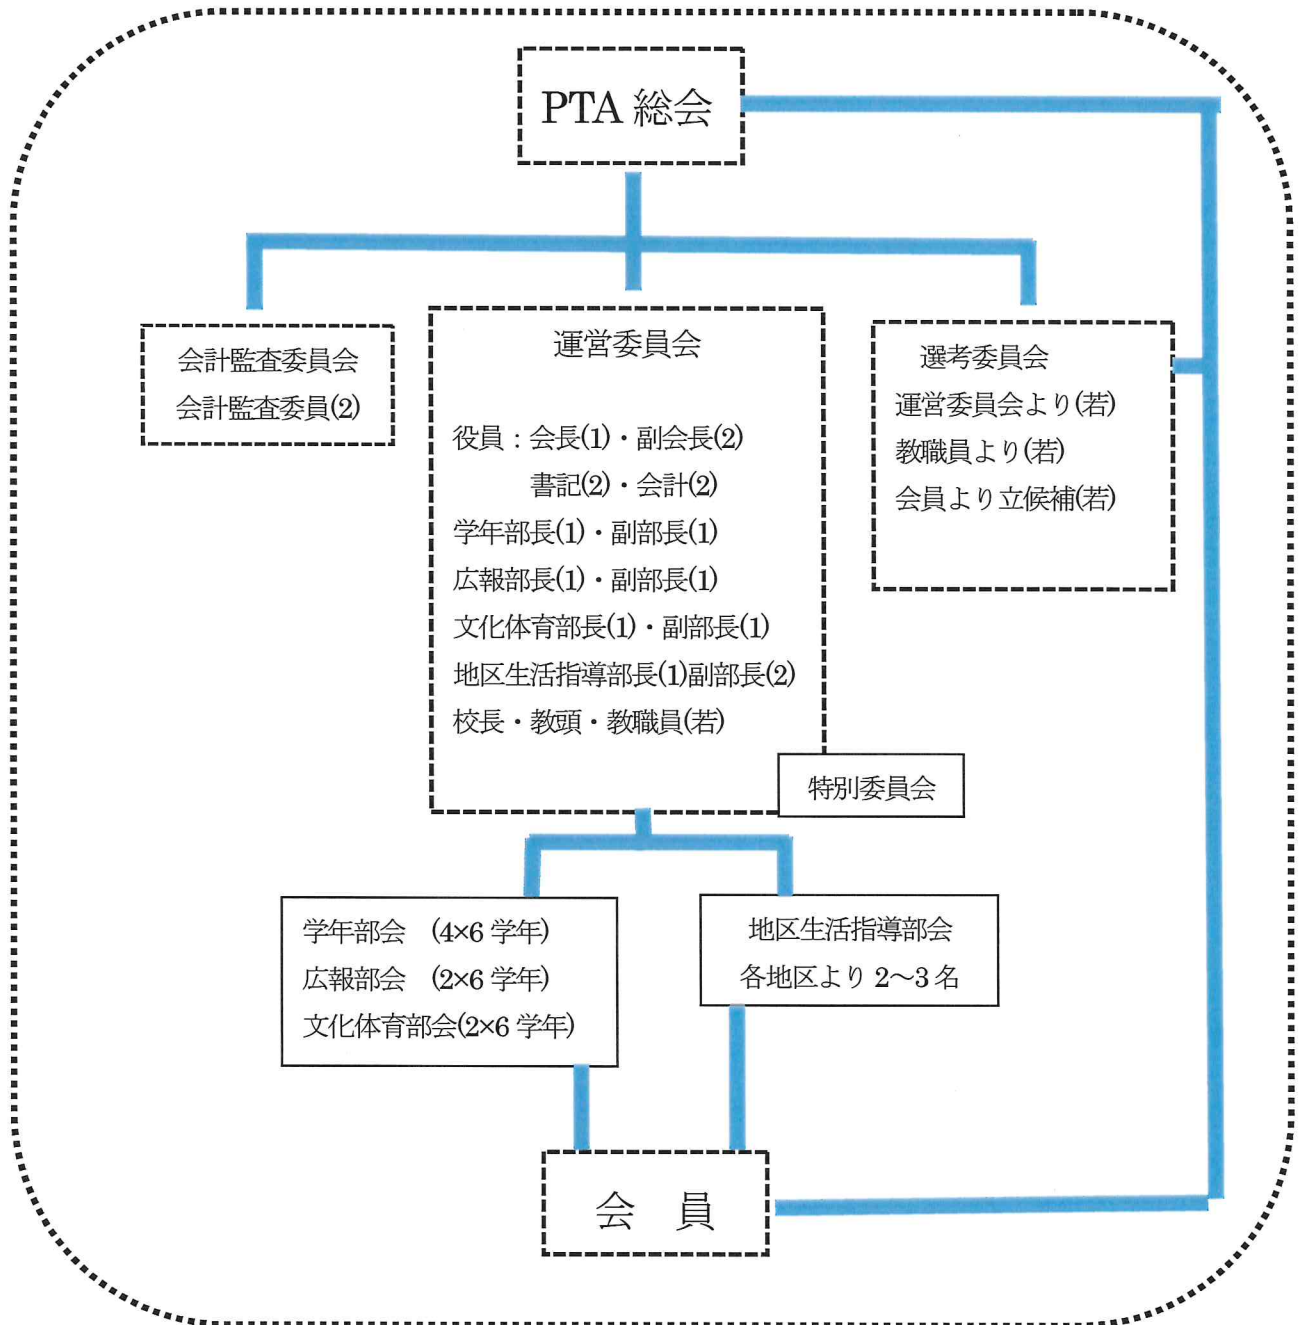 PTA 総会
会計監査委員会
会計監査委員(2)
運営委員会
役員：会長(1)・副会長(2)
書記(2)・会計(2)
学年部長(1)・副部長(1)
広報部長(1)・副部長(1)
文化体育部長(1)・副部長(1)
地区生活指導部長(1)副部長(2)
校長・教頭・教職員(若)
選考委員会
運営委員会より(若)
教職員より(若)
会員より立候補(若)
特別委員会
学年部会　(4×6 学年)
広報部会　(2×6 学年)
文化体育部会(2×6 学年)
地区生活指導部会
各地区より 2～3 名
会　員